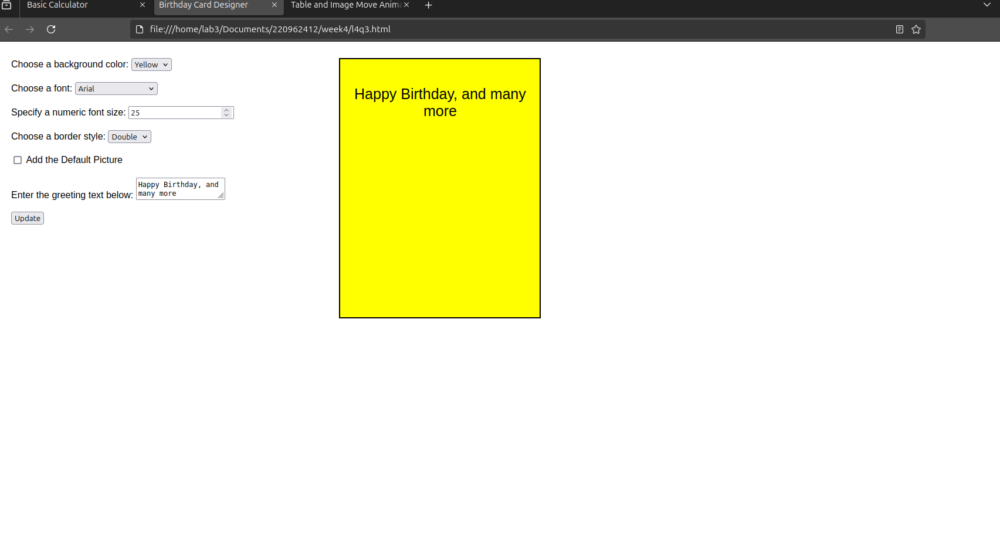 Basic Calculator
Birthday Card Designer
Table and Image Move Anima
file:///home/lab3/Documents/220962412/week4/l4q3.html
Choose a background color: Yellow
Choose a font: Arial
Specify a numeric font size: 25
Choose a border style: Double
Add the Default Picture
Enter the greeting text below: Happy Birthday, and
many more
Update
Happy Birthday, and many
more